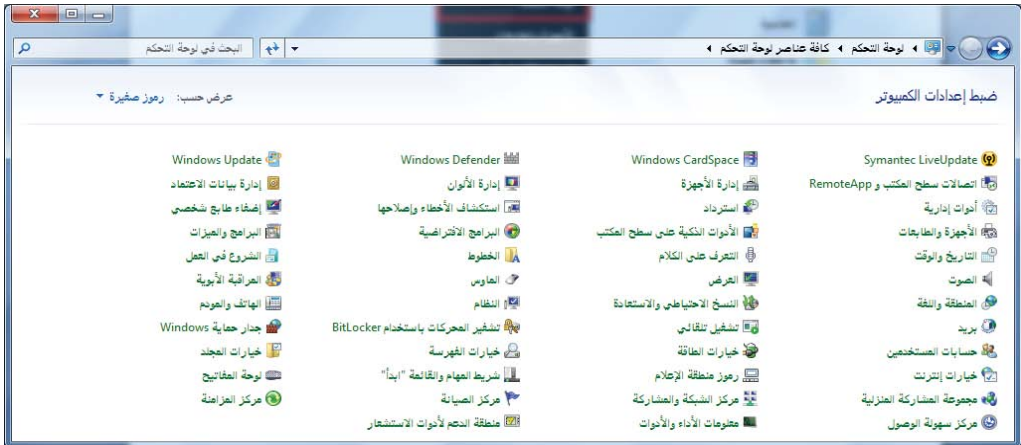 لوحة التحكم ◂ كافة عناصر لوحة التحكم ◂ البحث في لوحة التحكم
ضبط إعدادات الكمبيوتر عرض حسب: رموز صغيرة
Symantec LiveUpdate Windows CardSpace Windows Defender Windows Update
اتصالات سطح المكتب و RemoteApp إدارة الأجهزة إدارة الألوان إدارة بيانات الاعتماد
أدوات إدارية استرداد استكشاف الأخطاء وإصلاحها إضفاء طابع شخصي
الأجهزة والطابعات الأدوات الذكية على سطح المكتب البرامج الافتراضية البرامج والميزات
التاريخ والوقت التعرف على الكلام الخطوط الشروع في العمل
الصوت العرض الماوس المراقبة الأبوية
المنطقة واللغة النسخ الاحتياطي والاستعادة النظام الهاتف والمودم
بريد تشغيل تلقائي تشفير المحركات باستخدام BitLocker جدار حماية Windows
حسابات المستخدمين خيارات الطاقة خيارات الفهرسة خيارات المجلد
خيارات إنترنت رموز منطقة الإعلام شريط المهام والقائمة "ابدأ" لوحة المفاتيح
مجموعة المشاركة المنزلية مركز الشبكة والمشاركة مركز الصيانة مركز المزامنة
مركز سهولة الوصول معلومات الأداء والأدوات منطقة الدعم لأدوات الاستشعار